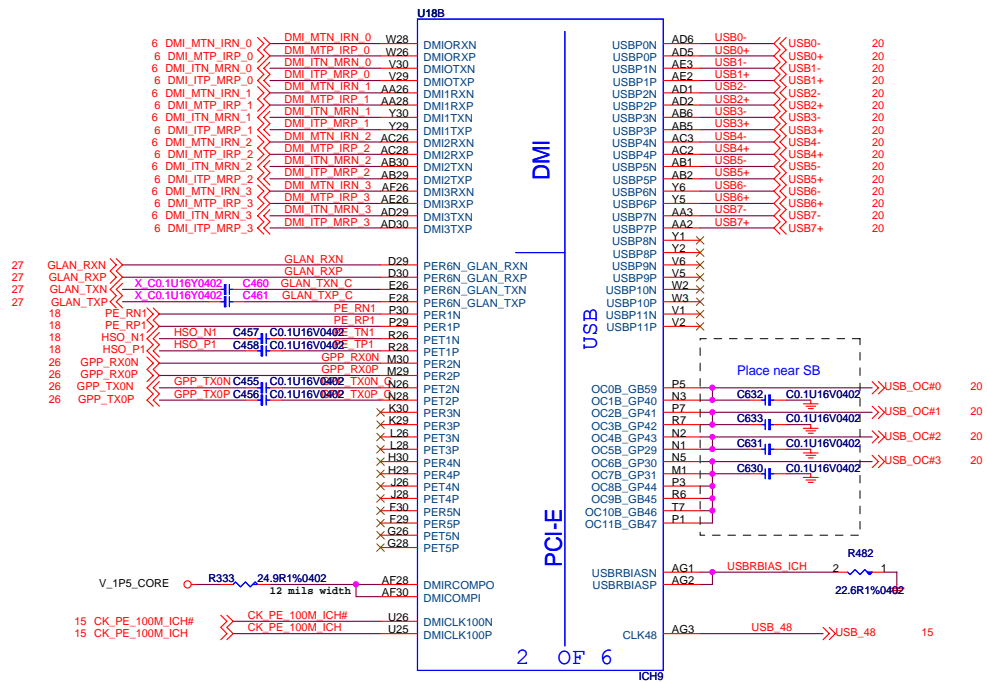 U18B
6 DMI_MTN_IRN_0 DMI_MTN_IRN_0 W28 DMIORXN USBP0N AD6 USB0- USB0- 20
6 DMI_MTP_IRP_0 DMI_MTP_IRP_0 W26 DMIORXP USBP0P AD5 USB0+ USB0+ 20
6 DMI_ITN_MRN_0 DMI_ITN_MRN_0 V30 DMIOTXN USBP1N AE3 USB1- USB1- 20
6 DMI_ITP_MRP_0 DMI_ITP_MRP_0 V29 DMIOTXP USBP1P AE2 USB1+ USB1+ 20
6 DMI_MTN_IRN_1 DMI_MTN_IRN_1 AA26 DMI1RXN USBP2N AD1 USB2- USB2- 20
6 DMI_MTP_IRP_1 DMI_MTP_IRP_1 AA28 DMI1RXP USBP2P AD2 USB2+ USB2+ 20
6 DMI_ITN_MRN_1 DMI_ITN_MRN_1 Y30 DMI1TXN USBP3N AB6 USB3- USB3- 20
6 DMI_ITP_MRP_1 DMI_ITP_MRP_1 Y29 DMI1TXP USBP3P AB5 USB3+ USB3+ 20
6 DMI_MTN_IRN_2 DMI_MTN_IRN_2 AC26 DMI2RXN USBP4N AC3 USB4- USB4- 20
6 DMI_MTP_IRP_2 DMI_MTP_IRP_2 AC28 DMI2RXP USBP4P AC2 USB4+ USB4+ 20
6 DMI_ITN_MRN_2 DMI_ITN_MRN_2 AB30 DMI2TXN USBP5N AB1 USB5- USB5- 20
6 DMI_ITP_MRP_2 DMI_ITP_MRP_2 AB29 DMI2TXP USBP5P AB2 USB5+ USB5+ 20
6 DMI_MTN_IRN_3 DMI_MTN_IRN_3 AF26 DMI3RXN USBP6N Y6 USB6- USB6- 20
6 DMI_MTP_IRP_3 DMI_MTP_IRP_3 AE26 DMI3RXP USBP6P Y5 USB6+ USB6+ 20
6 DMI_ITN_MRN_3 DMI_ITN_MRN_3 AD29 DMI3TXN USBP7N AA3 USB7- USB7- 20
6 DMI_ITP_MRP_3 DMI_ITP_MRP_3 AD30 DMI3TXP USBP7P AA2 USB7+ USB7+ 20
DMI
USBP8N Y1
USBP8P Y2
27 GLAN_RXN GLAN_RXN D29 PER6N_GLAN_RXN USBP9N V6
27 GLAN_RXP GLAN_RXP D30 PER6N_GLAN_RXP USBP9P V5
27 GLAN_TXN X_C0.1U16Y0402 C460 GLAN_TXN_C E26 PER6N_GLAN_TXN USBP10N W2
27 GLAN_TXP X_C0.1U16Y0402 C461 GLAN_TXP_C E28 PER6N_GLAN_TXP USBP10P W3
18 PE_RN1 P30 PER1N USBP11N V1
18 PE_RP1 P29 PER1P USBP11P V2
USB
18 HSO_N1 HSO_N1 C457 C0.1U16V0402 PE_TN1 R26 PET1N
18 HSO_P1 HSO_P1 C458 C0.1U16V0402 PE_TP1 R28 PET1P
26 GPP_RX0N GPP_RX0N M30 PER2N
26 GPP_RX0P GPP_RX0P M29 PER2P
Place near SB
26 GPP_TX0N GPP_TX0N C455 C0.1U16V0402 GPP_TX0N_C N26 PET2N OC0B_GB59 P5 USB_OC#0 20
26 GPP_TX0P GPP_TX0P C456 C0.1U16V0402 GPP_TX0P_C N28 PET2P OC1B_GP40 N3 C632 C0.1U16V0402
K30 PER3N OC2B_GP41 P7 USB_OC#1 20
K29 PER3P OC3B_GP42 R7 C633 C0.1U16V0402
L26 PET3N OC4B_GP43 N2 USB_OC#2 20
L28 PET3P OC5B_GP29 N1 C631 C0.1U16V0402
H30 PER4N OC6B_GP30 N5 USB_OC#3 20
H29 PER4P OC7B_GP31 M1 C630 C0.1U16V0402
J26 PET4N OC8B_GP44 P3
J28 PET4P OC9B_GB45 R6
F30 PER5N OC10B_GB46 T7
F29 PER5P OC11B_GB47 P1
G26 PET5N
G28 PET5P
PCI-E
R482
V_1P5_CORE R333 24.9R1%0402 AF28 DMIRCOMPO USBRBIASN AG1 USBRBIAS_ICH 2 1
12 mils width AF30 DMICOMPI USBRBIASP AG2 22.6R1%0402
15 CK_PE_100M_ICH# CK_PE_100M_ICH# U26 DMICLK100N
15 CK_PE_100M_ICH CK_PE_100M_ICH U25 DMICLK100P CLK48 AG3 USB_48 USB_48 15
2 OF 6
ICH9